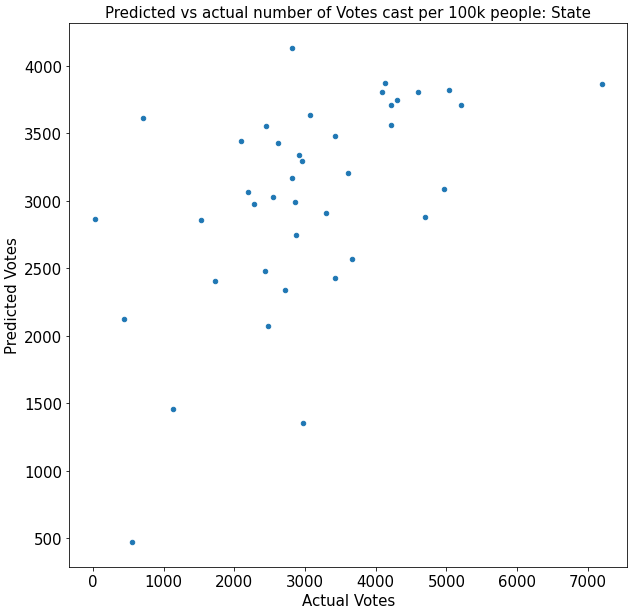 Predicted vs actual number of Votes cast per 100k people: State
4000
3500
3000
2500
2000
1500
1000
500
Predicted Votes
0 1000 2000 3000 4000 5000 6000 7000
Actual Votes